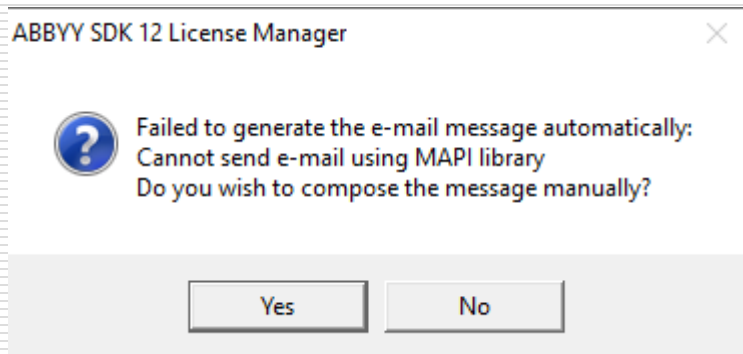 ABBYY SDK 12 License Manager
Failed to generate the e-mail message automatically:
Cannot send e-mail using MAPI library
Do you wish to compose the message manually?
Yes
No